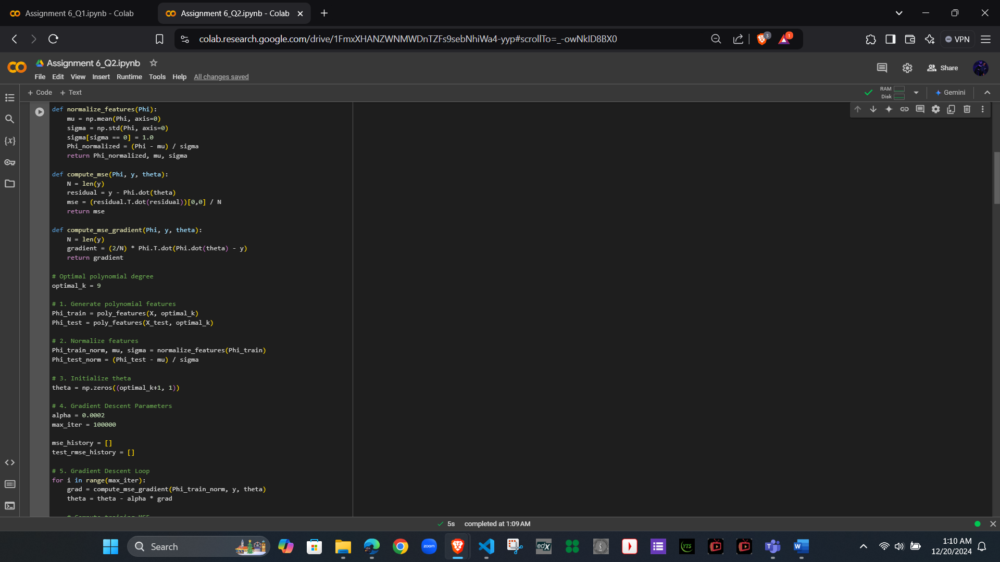 Assignment 6_Q1.ipynb - Colab
Assignment 6_Q2.ipynb - Colab
colab.research.google.com/drive/1FmxXHANZWNMWDnTZFs9sebNhiWa4-yyp#scrollTo=_-owNkID8BX0
3
1
VPN
Assignment 6_Q2.ipynb
File Edit View Insert Runtime Tools Help All changes saved
Share
+ Code + Text
RAM
Disk
Gemini
{x}
def normalize_features(Phi):
    mu = np.mean(Phi, axis=0)
    sigma = np.std(Phi, axis=0)
    sigma[sigma == 0] = 1.0
    Phi_normalized = (Phi - mu) / sigma
    return Phi_normalized, mu, sigma
def compute_mse(Phi, y, theta):
    N = len(y)
    residual = y - Phi.dot(theta)
    mse = (residual.T.dot(residual))[0,0] / N
    return mse
def compute_mse_gradient(Phi, y, theta):
    N = len(y)
    gradient = (2/N) * Phi.T.dot(Phi.dot(theta) - y)
    return gradient
# Optimal polynomial degree
optimal_k = 9
# 1. Generate polynomial features
Phi_train = poly_features(X, optimal_k)
Phi_test = poly_features(X_test, optimal_k)
# 2. Normalize features
Phi_train_norm, mu, sigma = normalize_features(Phi_train)
Phi_test_norm = (Phi_test - mu) / sigma
# 3. Initialize theta
theta = np.zeros((optimal_k+1, 1))
# 4. Gradient Descent Parameters
alpha = 0.0002
max_iter = 100000
mse_history = []
test_rmse_history = []
# 5. Gradient Descent Loop
for i in range(max_iter):
    grad = compute_mse_gradient(Phi_train_norm, y, theta)
    theta = theta - alpha * grad
    # Compute training MSE
5s completed at 1:09 AM
Search
zoom
edX
YTS
T
W
1:10 AM
12/20/2024